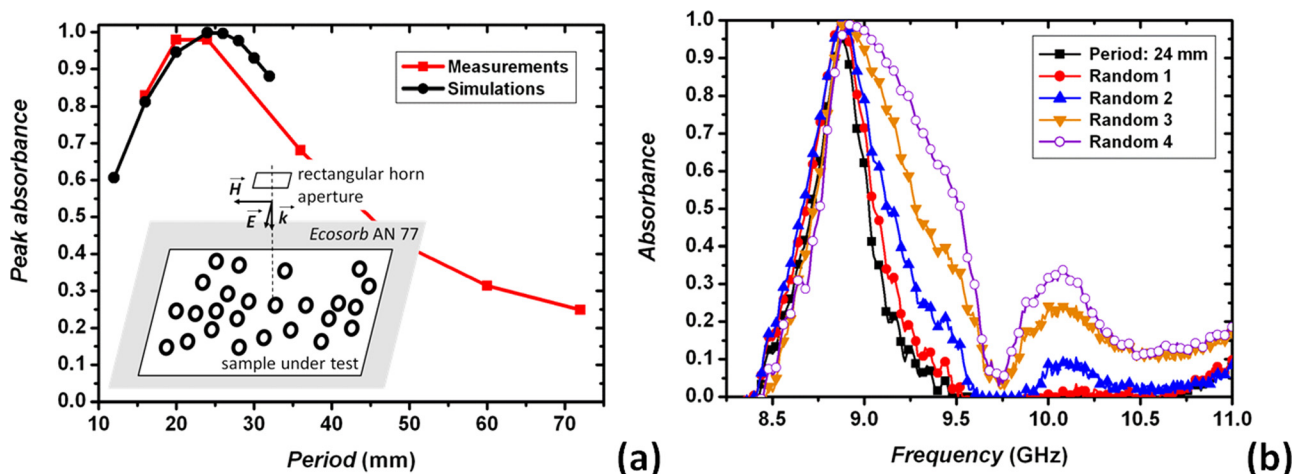 Peak absorbance
1.0
0.9
0.8
0.7
0.6
0.5
0.4
0.3
0.2
0.1
0.0
Measurements
Simulations
rectangular horn
aperture
H
E
k
Ecosorb AN 77
sample under test
10 20 30 40 50 60 70 80
Period (mm)
(a)
Absorbance
1.0
0.9
0.8
0.7
0.6
0.5
0.4
0.3
0.2
0.1
0.0
Period: 24 mm
Random 1
Random 2
Random 3
Random 4
8.5 9.0 9.5 10.0 10.5 11.0
Frequency (GHz)
(b)